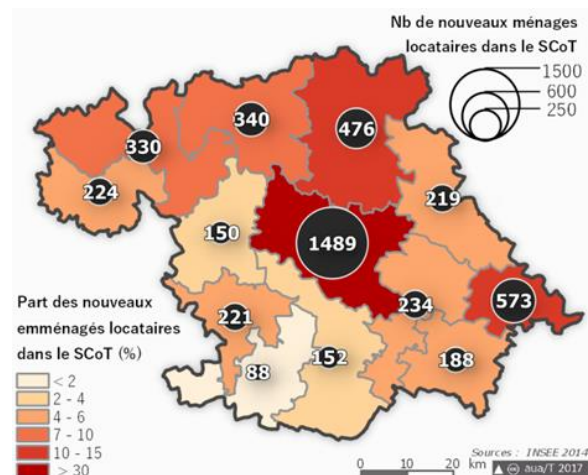 Nb de nouveaux ménages
locataires dans le SCoT
1500
600
250
340
476
330
224
219
150
1489
573
234
221
152
188
88
Part des nouveaux
emménagés locataires
dans le SCoT (%)
< 2
2 - 4
4 - 6
7 - 10
10 - 15
> 30
0 10 20 km
Sources : INSEE
aua/T 2017